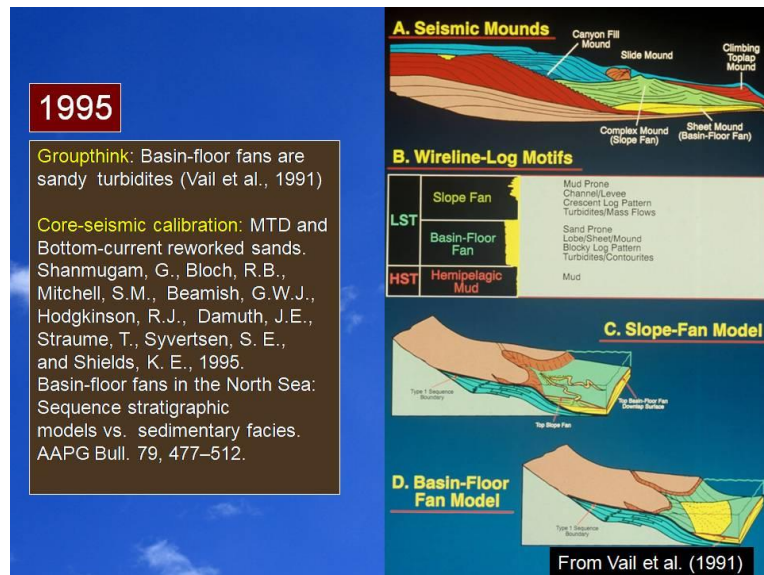 1995
Groupthink: Basin-floor fans are
sandy turbidites (Vail et al., 1991)
Core-seismic calibration: MTD and
Bottom-current reworked sands.
Shanmugam, G., Bloch, R.B.,
Mitchell, S.M., Beamish, G.W.J.,
Hodgkinson, R.J., Damuth, J.E.,
Straume, T., Syvertsen, S. E.,
and Shields, K. E., 1995.
Basin-floor fans in the North Sea:
Sequence stratigraphic
models vs. sedimentary facies.
AAPG Bull. 79, 477–512.
A. Seismic Mounds
Canyon Fill
Mound
Slide Mound
Climbing
Toplap
Mound
Complex Mound
(Slope Fan)
Sheet Mound
(Basin-Floor Fan)
B. Wireline-Log Motifs
LST
Slope Fan
Mud Prone
Channel/Levee
Crescent Log Pattern
Turbidites/Mass Flows
Basin-Floor
Fan
Sand Prone
Lobe/Sheet/Mound
Blocky Log Pattern
Turbidites/Contourites
HST
Hemipelagic
Mud
Mud
C. Slope-Fan Model
Type 1 Sequence
Boundary
Top Slope Fan
Top Basin-Floor Fan
Downlap Surface
D. Basin-Floor
Fan Model
Type 1 Sequence
Boundary
From Vail et al. (1991)